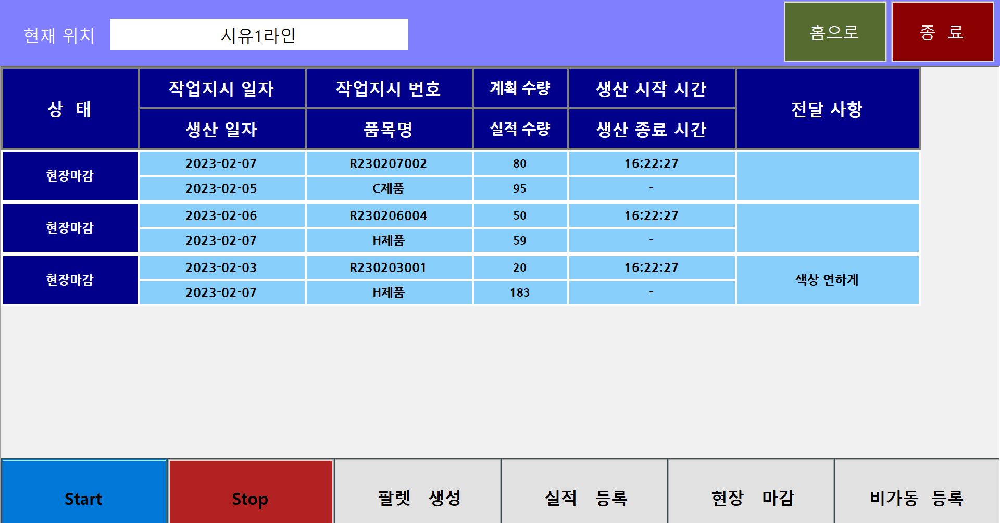 현재 위치 시유1라인 홈으로 종 료
상 태 작업지시 일자 작업지시 번호 계획 수량 생산 시작 시간 전달 사항
생산 일자 품목명 실적 수량 생산 종료 시간
현장마감 2023-02-07 R230207002 80 16:22:27
2023-02-05 C제품 95 -
현장마감 2023-02-06 R230206004 50 16:22:27
2023-02-07 H제품 59 -
현장마감 2023-02-03 R230203001 20 16:22:27 색상 연하게
2023-02-07 H제품 183 -
Start Stop 팔렛 생성 실적 등록 현장 마감 비가동 등록